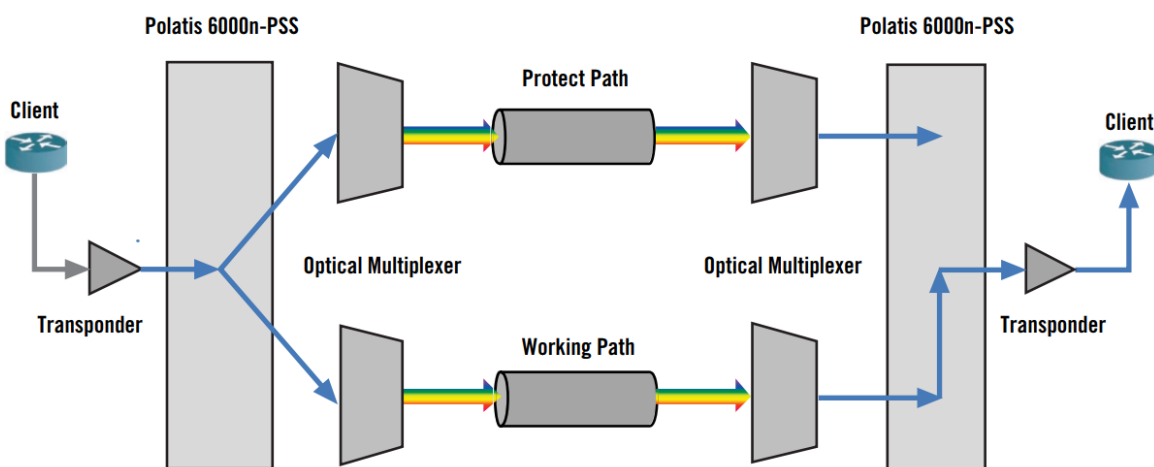 Polatis 6000n-PSS
Polatis 6000n-PSS
Protect Path
Client
Client
Optical Multiplexer
Optical Multiplexer
Transponder
Transponder
Working Path